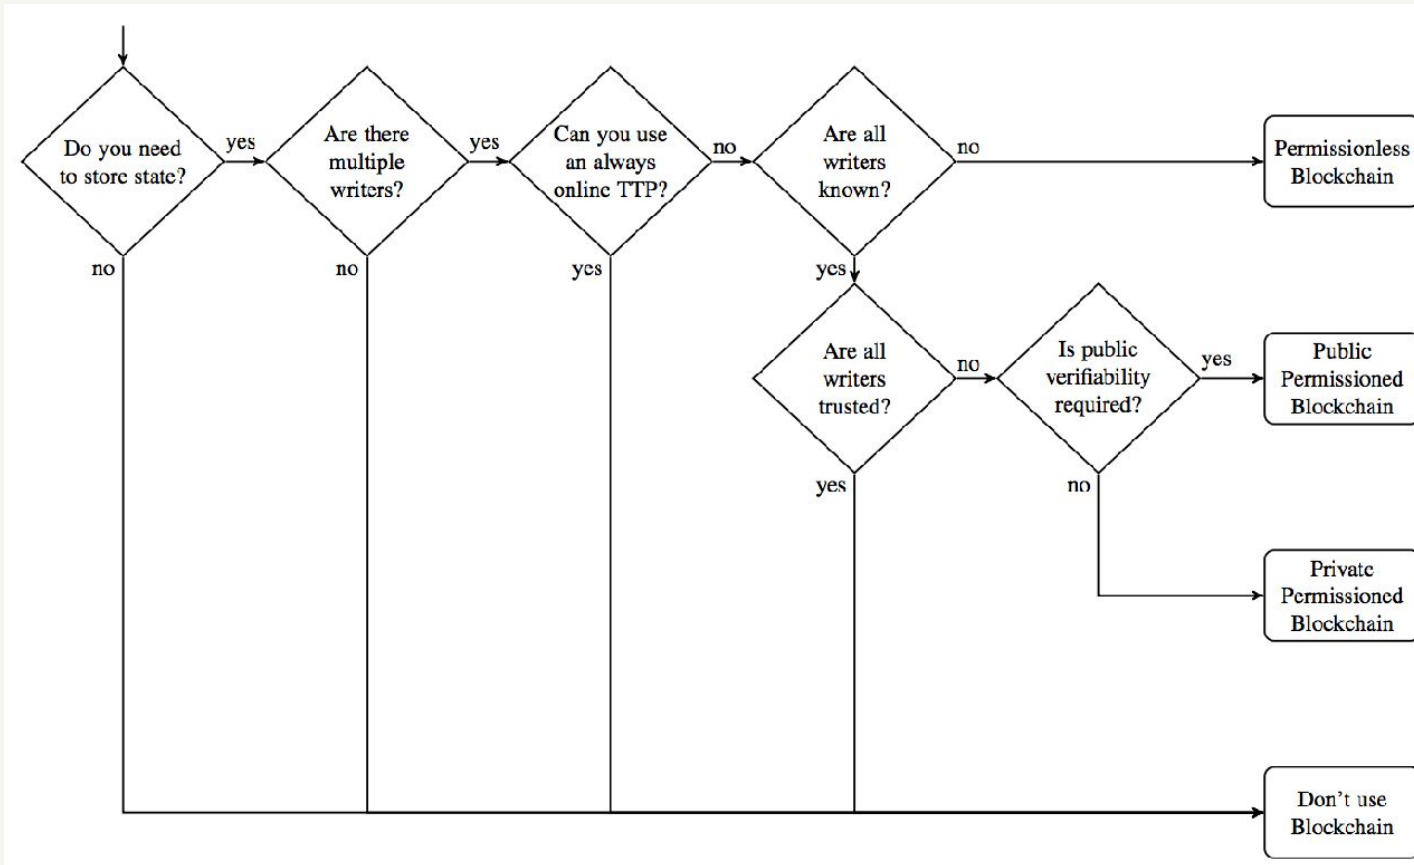 Do you need
to store state?
yes
no
Are there
multiple
writers?
yes
no
Can you use
an always
online TTP?
no
yes
Are all
writers
known?
no
yes
Permissionless
Blockchain
Are all
writers
trusted?
no
yes
Is public
verifiability
required?
yes
no
Public
Permissioned
Blockchain
Private
Permissioned
Blockchain
Don't use
Blockchain